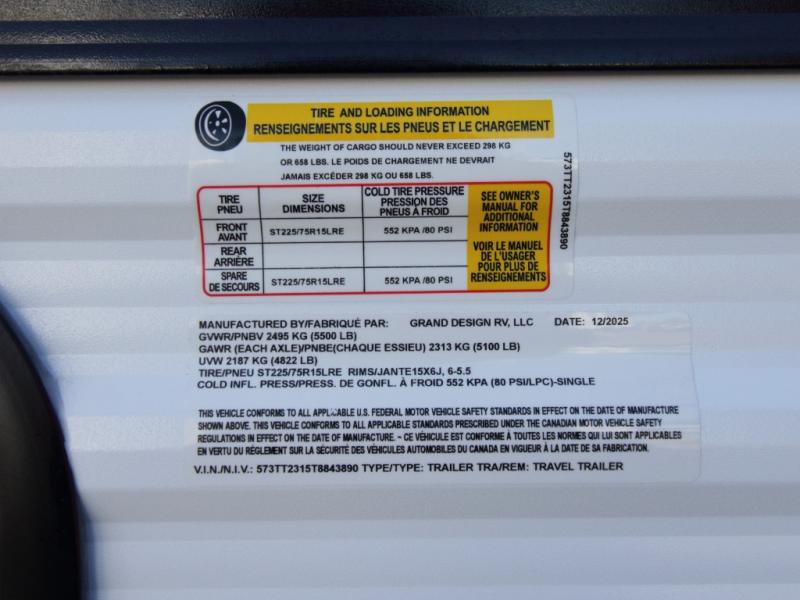 TIRE AND LOADING INFORMATION
RENSEIGNEMENTS SUR LES PNEUS ET LE CHARGEMENT
THE WEIGHT OF CARGO SHOULD NEVER EXCEED 298 KG
OR 658 LBS. LE POIDS DE CHARGEMENT NE DEVRAIT
JAMAIS EXCÉDER 298 KG OU 658 LBS.
573TT2315T8843890
TIRE
PNEU
SIZE
DIMENSIONS
COLD TIRE PRESSURE
PRESSION DES
PNEUS À FROID
FRONT
AVANT
ST225/75R15LRE
552 KPA /80 PSI
REAR
ARRIÈRE
SPARE
DE SECOURS
ST225/75R15LRE
552 KPA /80 PSI
SEE OWNER'S
MANUAL FOR
ADDITIONAL
INFORMATION
VOIR LE MANUEL
DE L'USAGER
POUR PLUS DE
RENSEIGNEMENTS
MANUFACTURED BY/FABRIQUÉ PAR: GRAND DESIGN RV, LLC DATE: 12/2025
GVWR/PNBV 2495 KG (5500 LB)
GAWR (EACH AXLE)/PNBE(CHAQUE ESSIEU) 2313 KG (5100 LB)
UVW 2187 KG (4822 LB)
TIRE/PNEU ST225/75R15LRE RIMS/JANTE15X6J, 6-5.5
COLD INFL. PRESS/PRESS. DE GONFL. À FROID 552 KPA (80 PSI/LPC)-SINGLE
THIS VEHICLE CONFORMS TO ALL APPLICABLE U.S. FEDERAL MOTOR VEHICLE SAFETY STANDARDS IN EFFECT ON THE DATE OF MANUFACTURE
SHOWN ABOVE. THIS VEHICLE CONFORMS TO ALL APPLICABLE STANDARDS PRESCRIBED UNDER THE CANADIAN MOTOR VEHICLE SAFETY
REGULATIONS IN EFFECT ON THE DATE OF MANUFACTURE. ~ CE VÉHICULE EST CONFORME À TOUTES LES NORMES QUI LUI SONT APPLICABLES
EN VERTU DU RÈGLEMENT SUR LA SÉCURITÉ DES VÉHICULES AUTOMOBILES DU CANADA EN VIGUEUR À LA DATE DE SA FABRICATION.
V.I.N./N.I.V.: 573TT2315T8843890 TYPE/TYPE: TRAILER TRA/REM: TRAVEL TRAILER